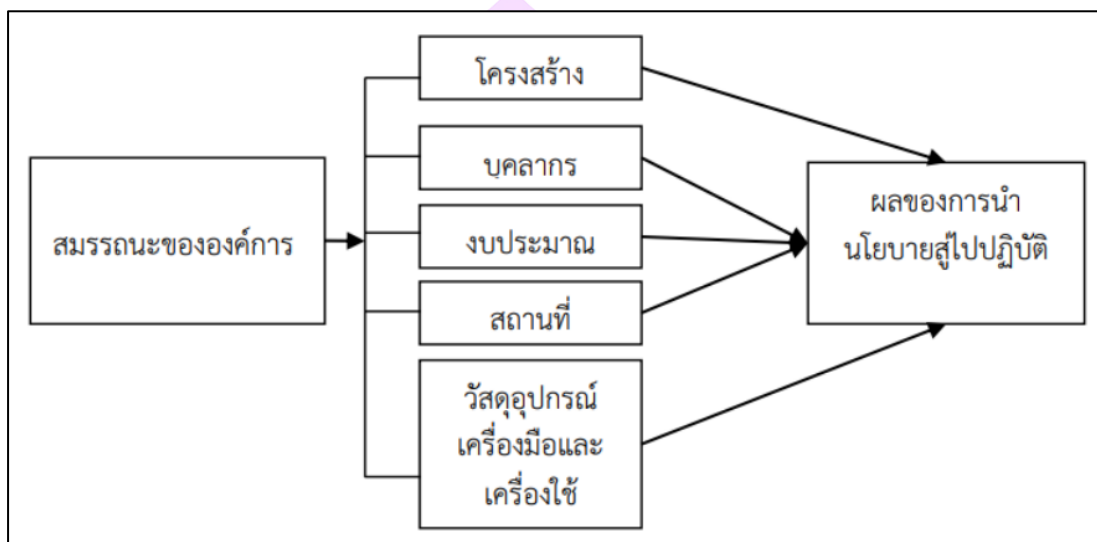 โครงสร้าง
บุคลากร
สมรรถนะขององค์การ
งบประมาณ
สถานที่
วัสดุอุปกรณ์
เครื่องมือและ
เครื่องใช้
ผลของการนำ
นโยบายสู่ไปปฏิบัติ